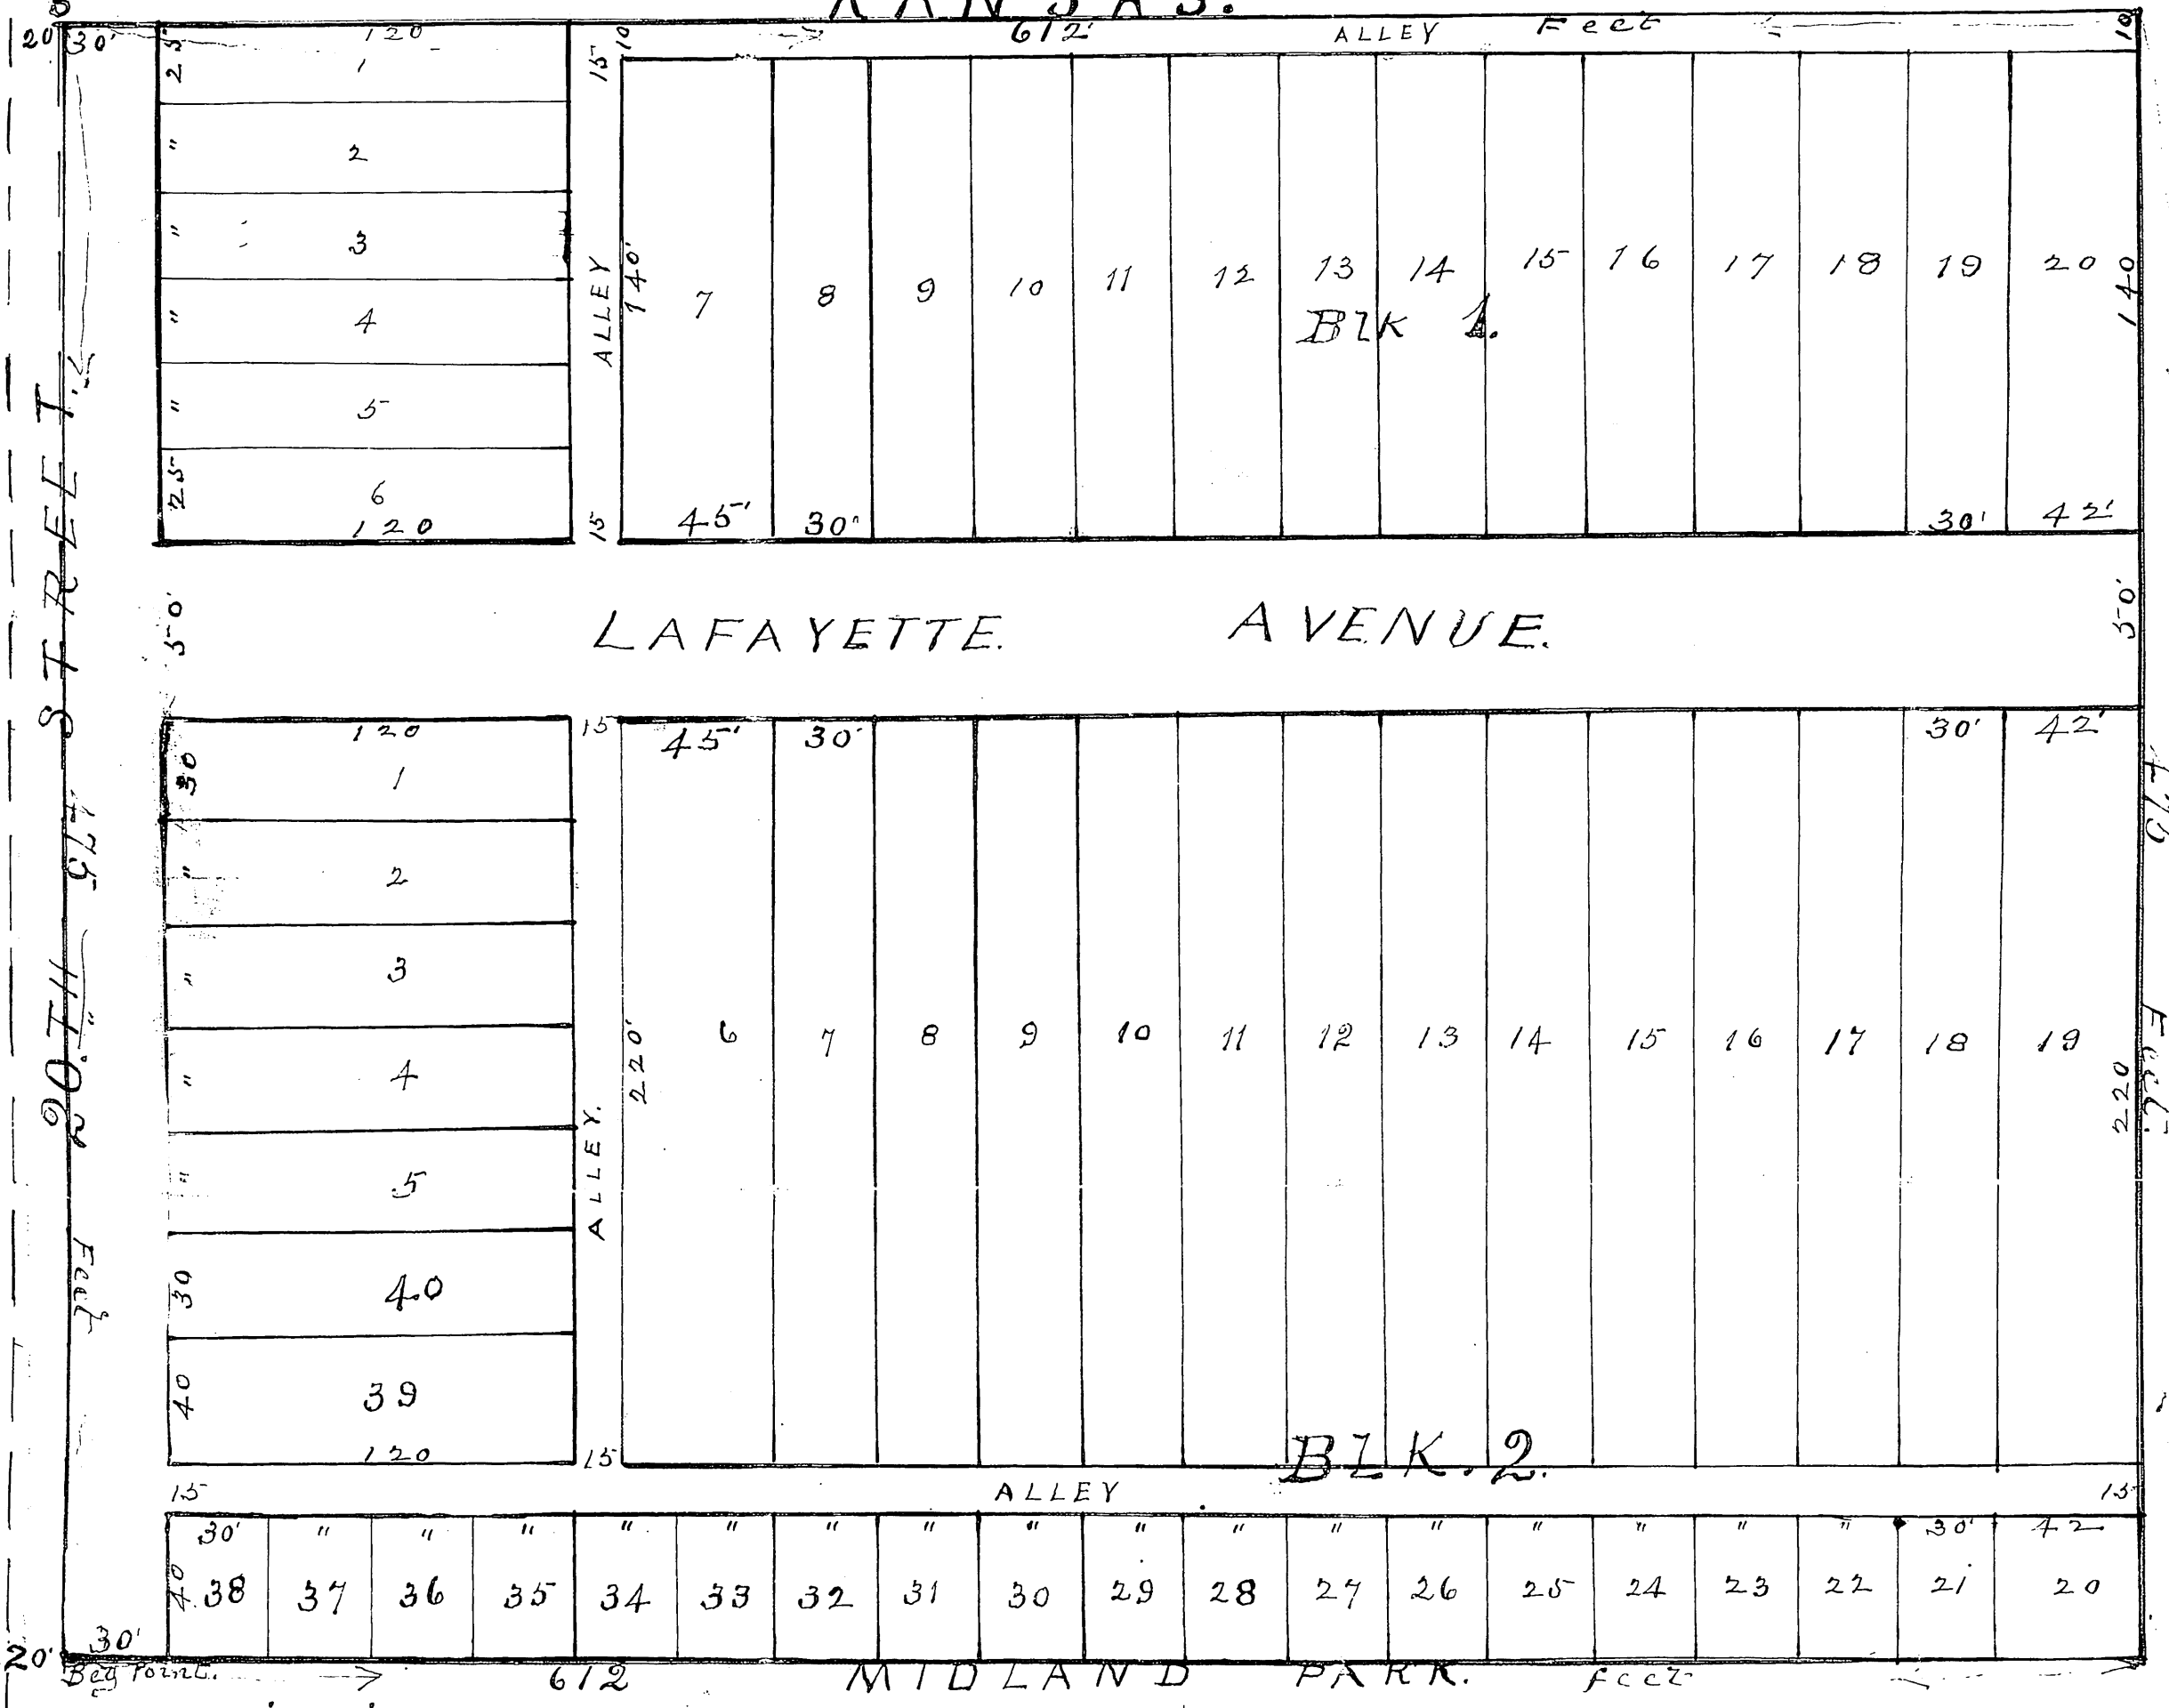 KANSAS.
20' 30' 25 120 612' ALLEY Feet 10
1
15 10
" 2
" 3
" 4
" 5
25 6
120
ALLEY
140'
15
7 8 9 10 11 12 13 14 15 16 17 18 19 20
Blk 1.
140
45' 30' 30' 42'
20.TH STREET.
475 Feet
50' LAFAYETTE. AVENUE. 50'
120 15 45' 30' 30' 42'
30 1
" 2
" 3
" 4
" 5
30 40
40 39
120
ALLEY.
220'
15
6 7 8 9 10 11 12 13 14 15 16 17 18 19
220
Feet.
BLK. 2.
15 ALLEY 15
30' " " " " " " " " " " " " " " " " 30' 42
40 38 37 36 35 34 33 32 31 30 29 28 27 26 25 24 23 22 21 20
20' 30'
Beg Point. 612 MIDLAND PARK. feet